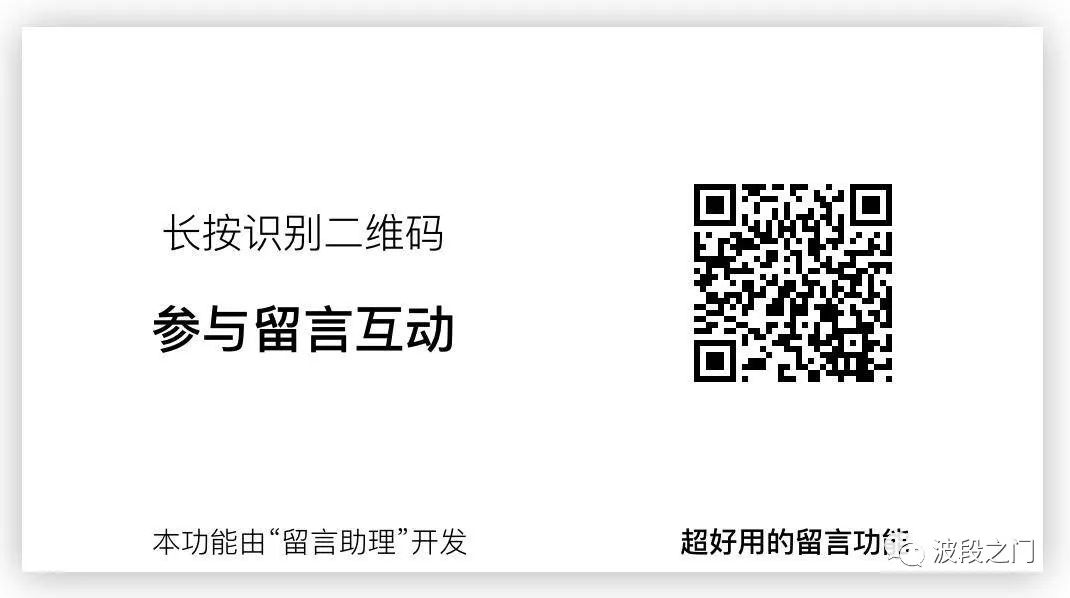 长按识别二维码
参与留言互动
本功能由“留言助理”开发
超好用的留言功能
波段之门